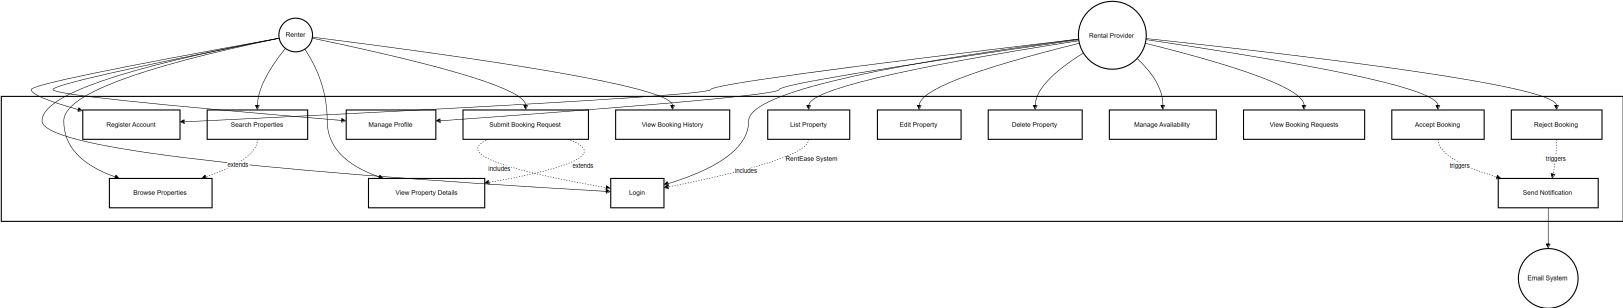 Renter
Rental Provider
Register Account
Search Properties
Manage Profile
Submit Booking Request
View Booking History
List Property
Edit Property
Delete Property
Manage Availability
View Booking Requests
Accept Booking
Reject Booking
RentEase System
extends
includes
extends
includes
triggers
triggers
Browse Properties
View Property Details
Login
Send Notification
Email System